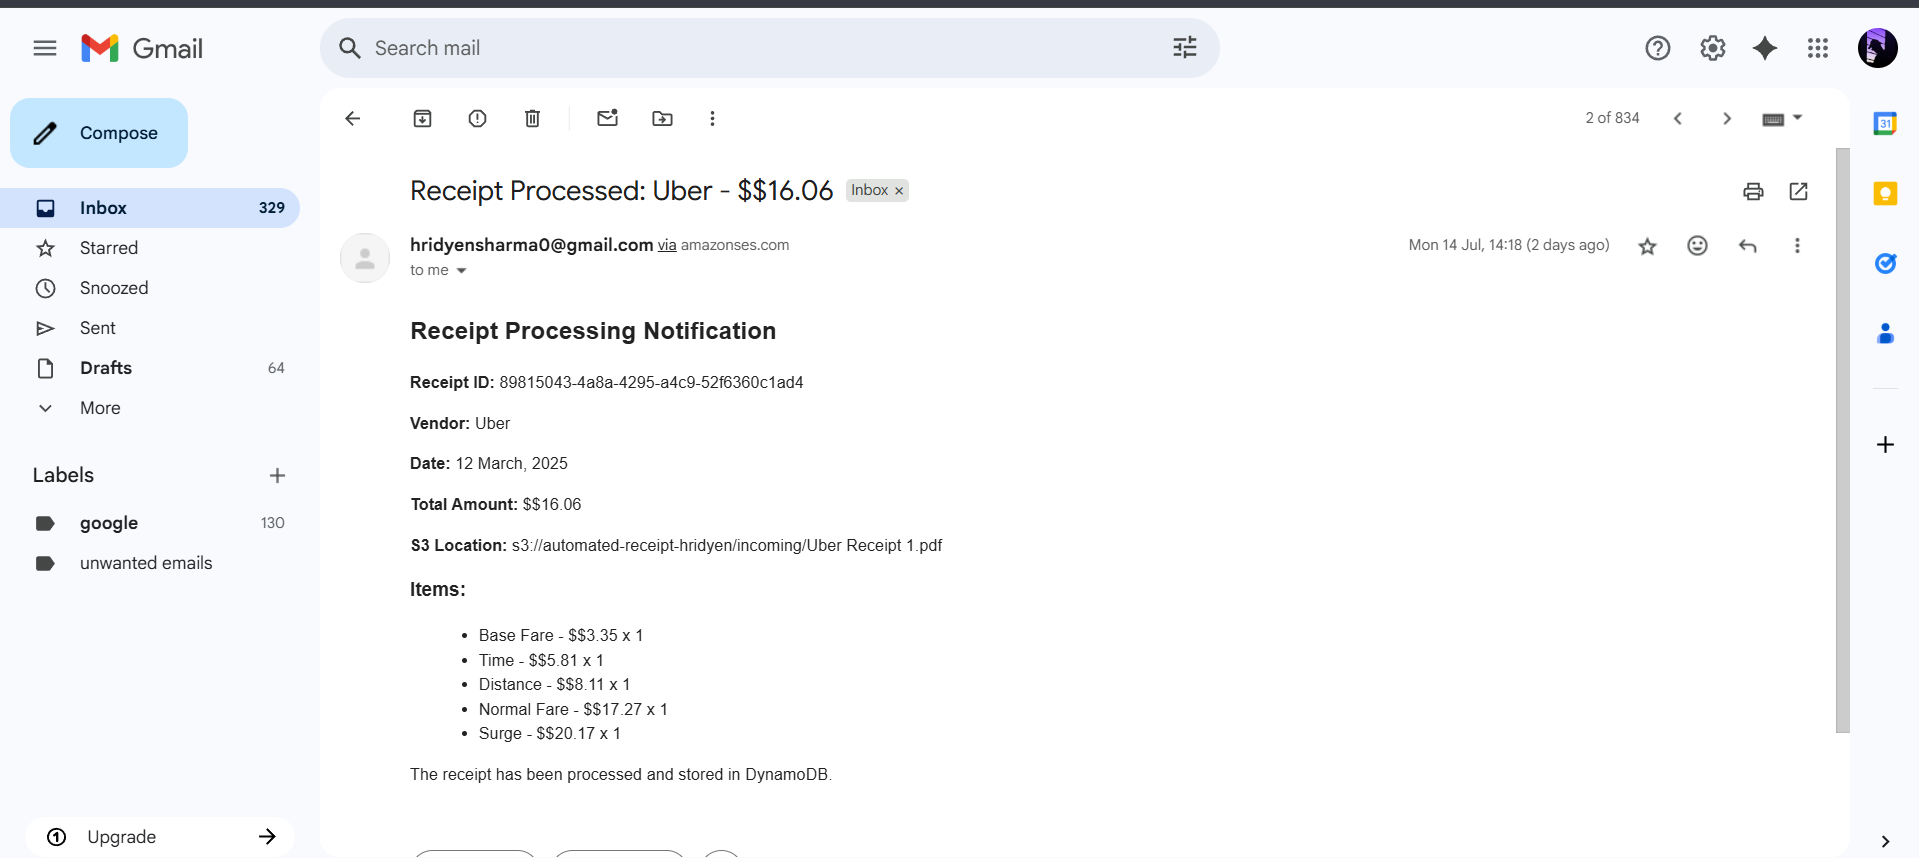 Gmail
Search mail
Compose
2 of 834
31
Inbox 329
Starred
Snoozed
Sent
Drafts 64
More
Labels
google 130
unwanted emails
Upgrade
Receipt Processed: Uber - $$16.06 Inbox ×
hridyensharma0@gmail.com via amazonses.com Mon 14 Jul, 14:18 (2 days ago)
to me
Receipt Processing Notification
Receipt ID: 89815043-4a8a-4295-a4c9-52f6360c1ad4
Vendor: Uber
Date: 12 March, 2025
Total Amount: $$16.06
S3 Location: s3://automated-receipt-hridyen/incoming/Uber Receipt 1.pdf
Items:
• Base Fare - $$3.35 x 1
• Time - $$5.81 x 1
• Distance - $$8.11 x 1
• Normal Fare - $$17.27 x 1
• Surge - $$20.17 x 1
The receipt has been processed and stored in DynamoDB.